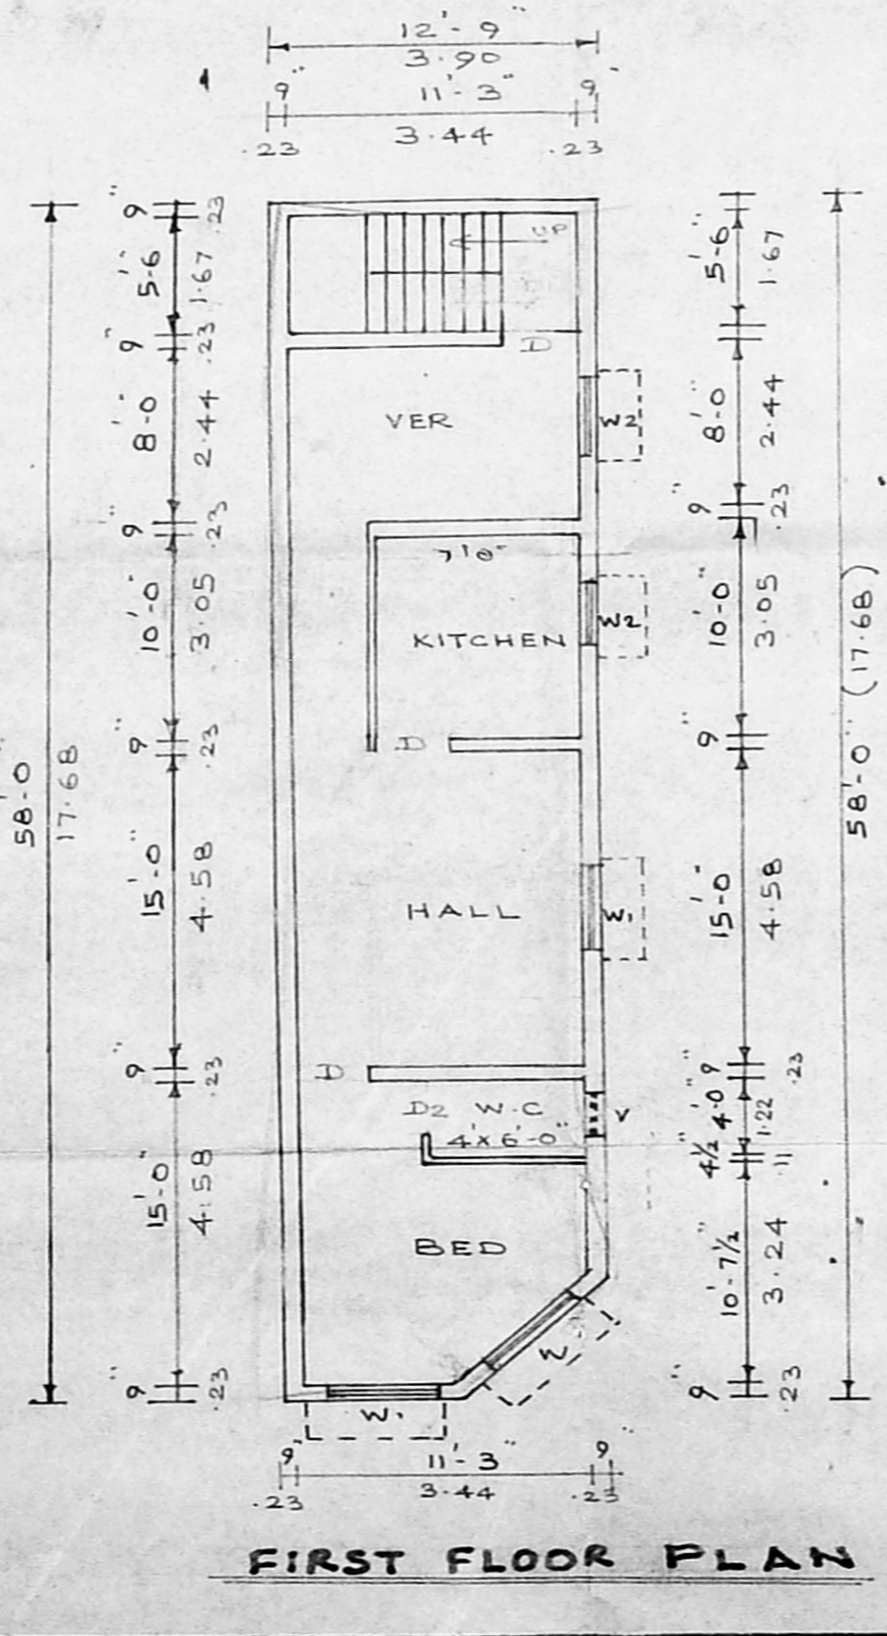 12'-9"
3.90
9" 11'-3" 9"
.23 3.44 .23
9" .23
5'-6" 1.67
9" .23
8'-0" 2.44
9" .23
10'-0" 3.05
9" .23
15'-0" 4.58
9" .23
15'-0" 4.58
9" .23
58'-0"
17.68
UP
D
VER
W2
7'0"
KITCHEN
W2
D
HALL
W1
D
D2 W.C
4'x6'-0"
V
BED
W
W
5'-6" 1.67
8'-0" 2.44
9" .23
10'-0" 3.05
9"
15'-0" 4.58
9" .23
4'-0" 1.22
4½" .11
10'-7½" 3.24
9" .23
58'-0" (17.68)
9" 11'-3" 9"
.23 3.44 .23
FIRST FLOOR PLAN